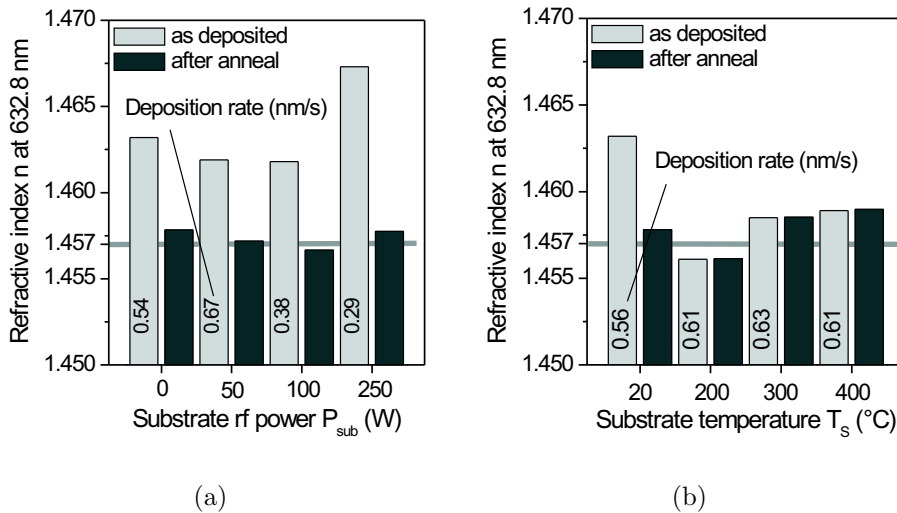 1.470
1.465
1.460
1.457
1.455
1.450
Refractive index n at 632.8 nm
as deposited
after anneal
Deposition rate (nm/s)
0.54
0.67
0.38
0.29
0 50 100 250
Substrate rf power P_sub (W)
(a)
1.470
1.465
1.460
1.457
1.455
1.450
Refractive index n at 632.8 nm
as deposited
after anneal
Deposition rate (nm/s)
0.56
0.61
0.63
0.61
20 200 300 400
Substrate temperature T_S (°C)
(b)